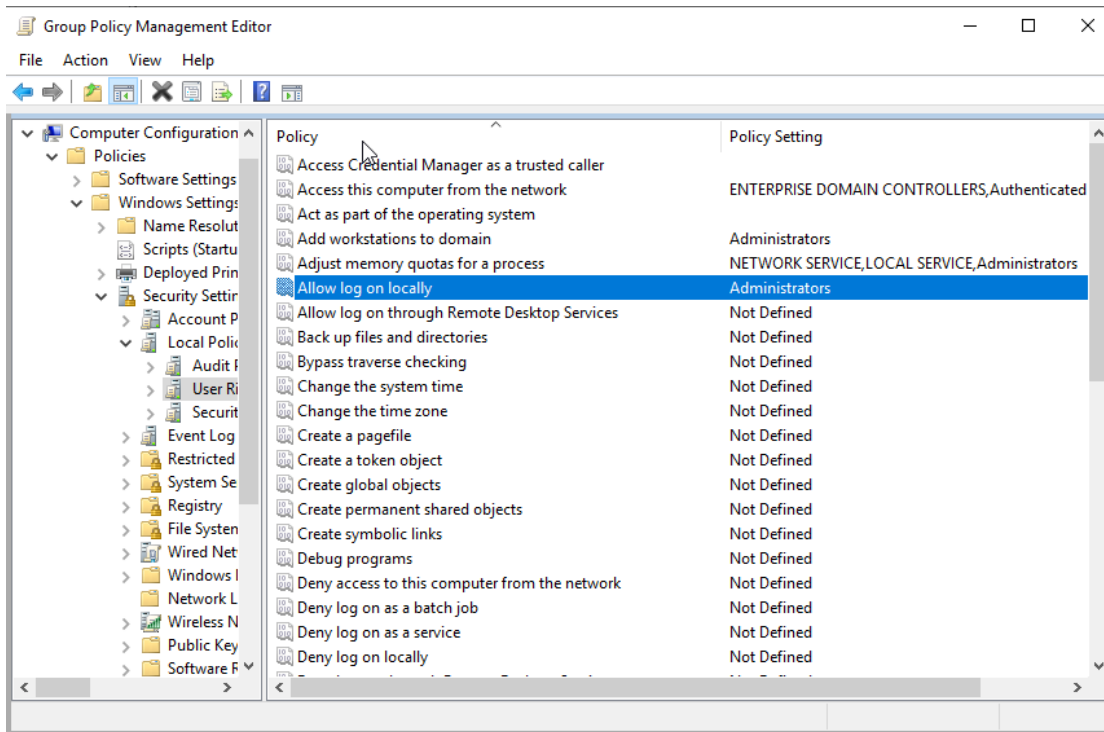 Group Policy Management Editor
File Action View Help
Computer Configuration
Policies
Software Settings
Windows Settings
Name Resolut
Scripts (Startu
Deployed Prin
Security Settir
Account P
Local Polic
Audit
User Ri
Securit
Event Log
Restricted
System Se
Registry
File System
Wired Net
Windows
Network L
Wireless N
Public Key
Software
Policy Policy Setting
Access Credential Manager as a trusted caller
Access this computer from the network ENTERPRISE DOMAIN CONTROLLERS,Authenticated
Act as part of the operating system
Add workstations to domain Administrators
Adjust memory quotas for a process NETWORK SERVICE,LOCAL SERVICE,Administrators
Allow log on locally Administrators
Allow log on through Remote Desktop Services Not Defined
Back up files and directories Not Defined
Bypass traverse checking Not Defined
Change the system time Not Defined
Change the time zone Not Defined
Create a pagefile Not Defined
Create a token object Not Defined
Create global objects Not Defined
Create permanent shared objects Not Defined
Create symbolic links Not Defined
Debug programs Not Defined
Deny access to this computer from the network Not Defined
Deny log on as a batch job Not Defined
Deny log on as a service Not Defined
Deny log on locally Not Defined